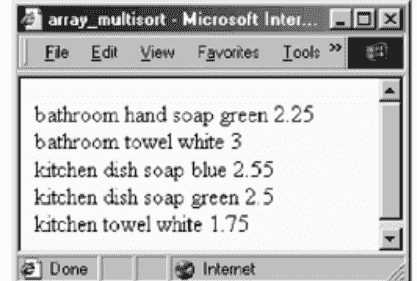 array_multisort - Microsoft Inter...
File Edit View Favorites Tools »
bathroom hand soap green 2.25
bathroom towel white 3
kitchen dish soap blue 2.55
kitchen dish soap green 2.5
kitchen towel white 1.75
Done Internet